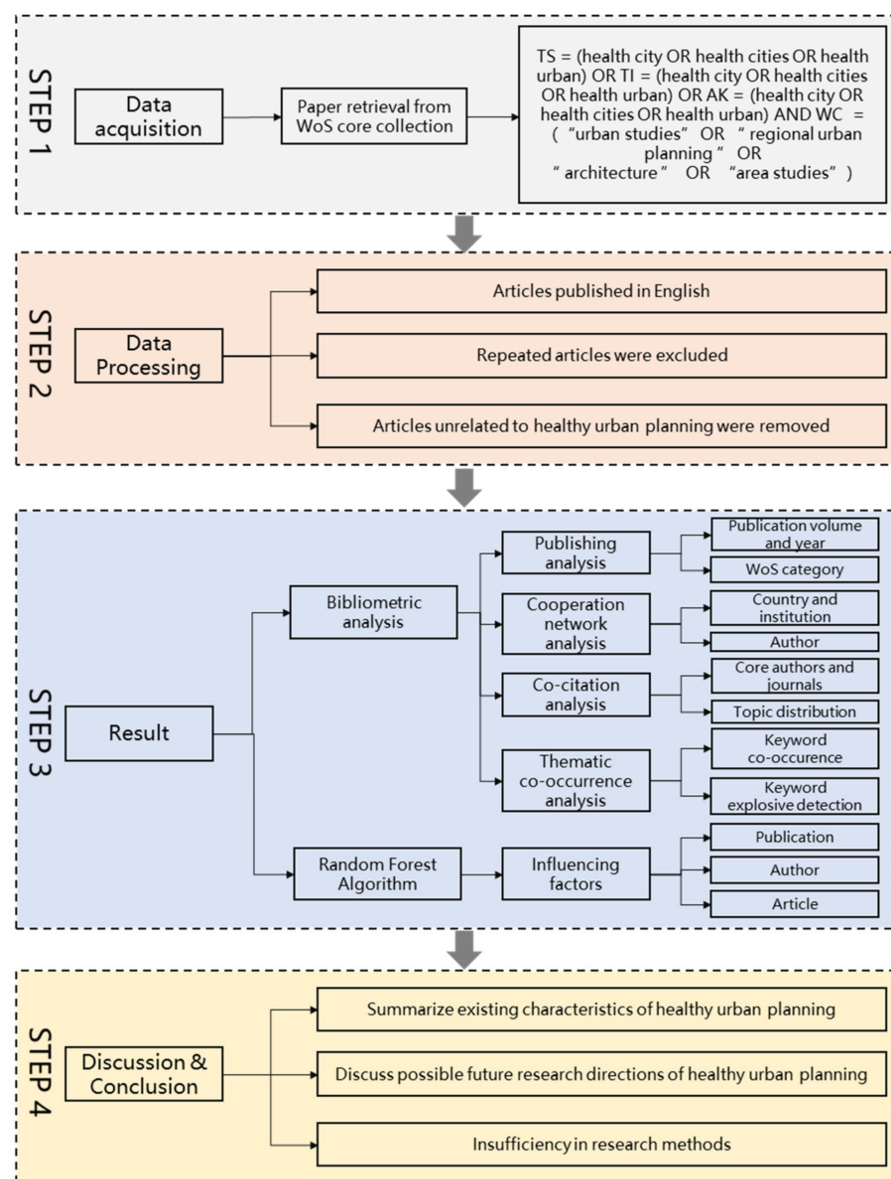 STEP 1
Data
acquisition
Paper retrieval from
WoS core collection
TS = (health city OR health cities OR health
urban) OR TI = (health city OR health cities
OR health urban) OR AK = (health city OR
health cities OR health urban) AND WC =
( “urban studies” OR “ regional urban
planning ” OR
“ architecture ” OR “area studies” )
STEP 2
Data
Processing
Articles published in English
Repeated articles were excluded
Articles unrelated to healthy urban planning were removed
STEP 3
Result
Bibliometric
analysis
Publishing
analysis
Publication volume
and year
WoS category
Cooperation
network
analysis
Country and
institution
Author
Co-citation
analysis
Core authors and
journals
Topic distribution
Thematic
co-occurrence
analysis
Keyword
co-occurence
Keyword
explosive detection
Random Forest
Algorithm
Influencing
factors
Publication
Author
Article
STEP 4
Discussion &
Conclusion
Summarize existing characteristics of healthy urban planning
Discuss possible future research directions of healthy urban planning
Insufficiency in research methods